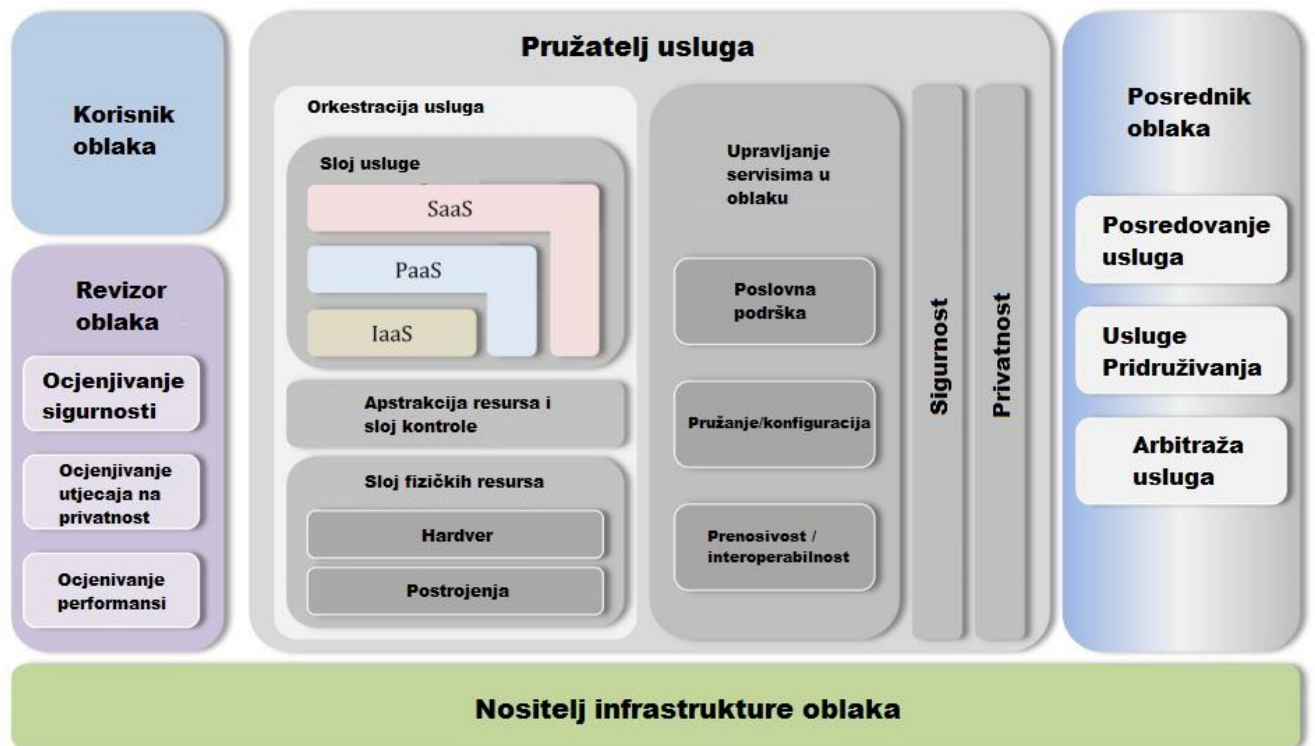 Korisnik
oblaka
Revizor
oblaka
Ocjenjivanje
sigurnosti
Ocjenjivanje
utjecaja na
privatnost
Ocjenivanje
performansi
Pružatelj usluga
Orkestracija usluga
Sloj usluge
SaaS
PaaS
IaaS
Apstrakcija resursa i
sloj kontrole
Sloj fizičkih resursa
Hardver
Postrojenja
Upravljanje
servisima u
oblaku
Poslovna
podrška
Pružanje/konfiguracija
Prenosivost /
interoperabilnost
Sigurnost
Privatnost
Posrednik
oblaka
Posredovanje
usluga
Usluge
Pridruživanja
Arbitraža
usluga
Nositelj infrastrukture oblaka